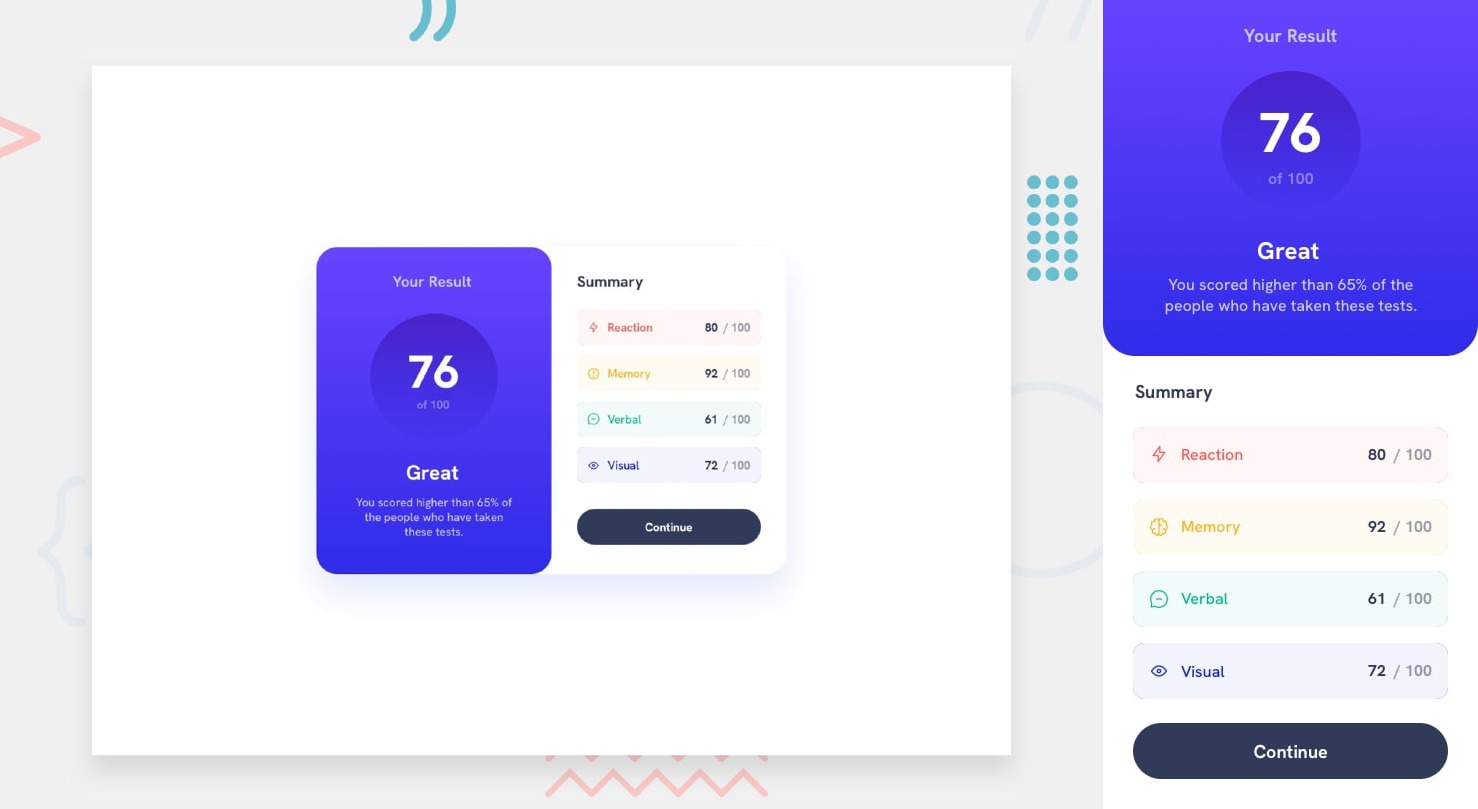 Your Result
76
of 100
Great
You scored higher than 65% of
the people who have taken
these tests.
Summary
Reaction 80 / 100
Memory 92 / 100
Verbal 61 / 100
Visual 72 / 100
Continue
Your Result
76
of 100
Great
You scored higher than 65% of the
people who have taken these tests.
Summary
Reaction 80 / 100
Memory 92 / 100
Verbal 61 / 100
Visual 72 / 100
Continue